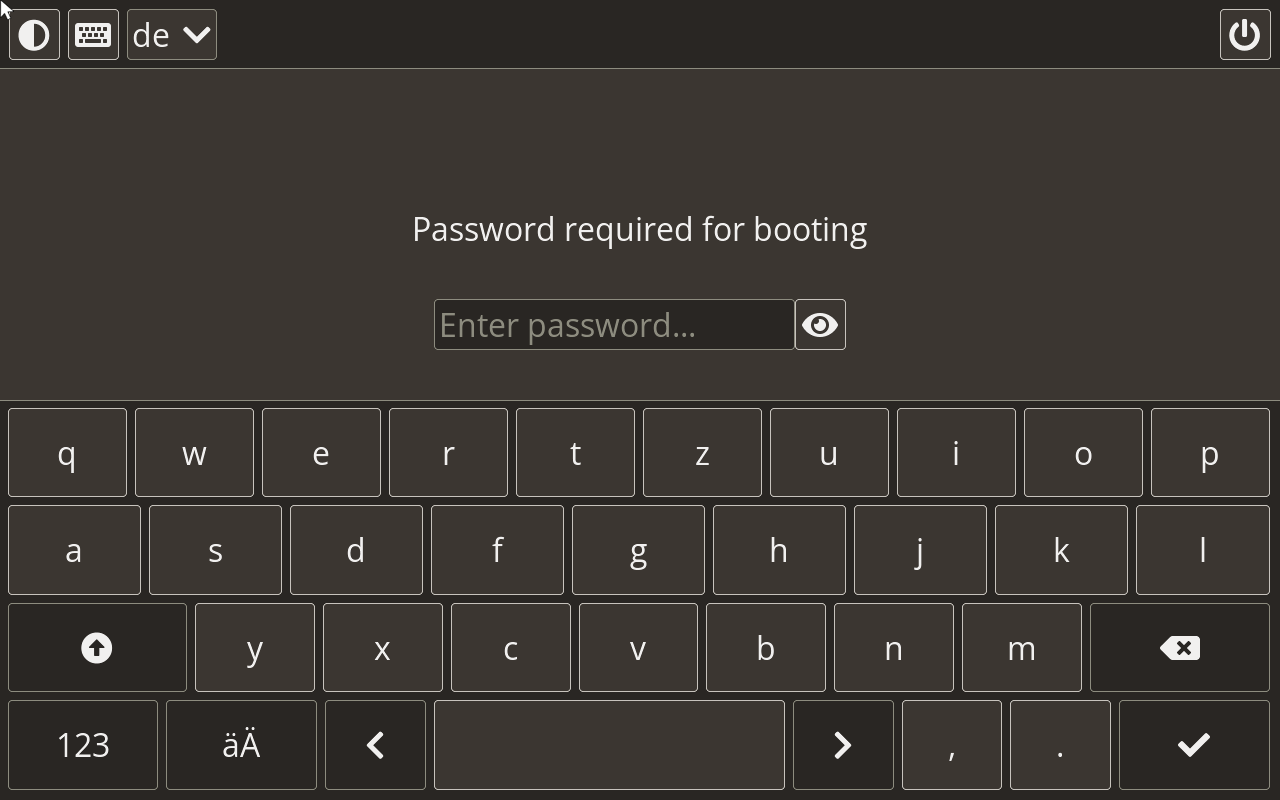 de
Password required for booting
Enter password...
q w e r t z u i o p
a s d f g h j k l
y x c v b n m
123 äÄ , .